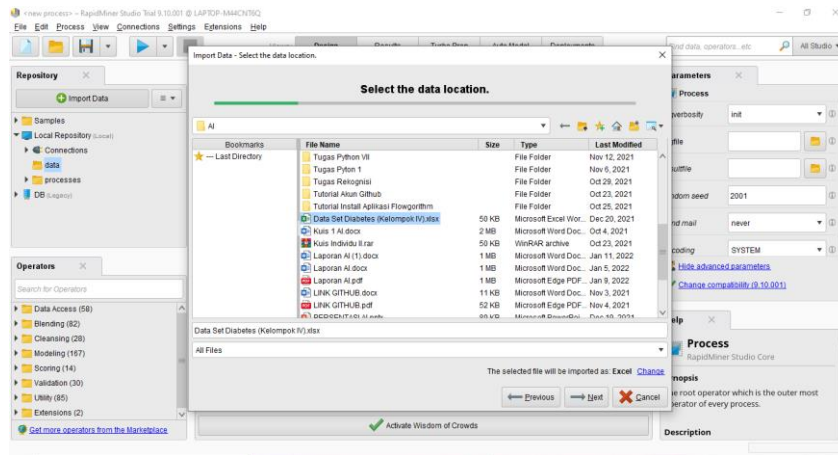 <new process> – RapidMiner Studio Trial 9.10.001 @ LAPTOP-M44CNT6Q
File Edit Process View Connections Settings Extensions Help
Design Results Turbo Prep Auto Model Deployments
find data, operators...etc All Studio
Import Data - Select the data location.
Select the data location.
Repository
Import Data
Samples
Local Repository (Local)
Connections
data
processes
DB (Legacy)
AI
Bookmarks File Name Size Type Last Modified
--- Last Directory
Tugas Python VII File Folder Nov 12, 2021
Tugas Pyton 1 File Folder Nov 6, 2021
Tugas Rekognisi File Folder Oct 29, 2021
Tutorial Akun Github File Folder Oct 23, 2021
Tutorial Install Aplikasi Flowgorithm File Folder Oct 25, 2021
Data Set Diabetes (Kelompok IV).xlsx 50 KB Microsoft Excel Wor... Dec 20, 2021
Kuis 1 AI.docx 2 MB Microsoft Word Doc... Oct 4, 2021
Kuis Individu II.rar 50 KB WinRAR archive Oct 23, 2021
Laporan AI (1).docx 1 MB Microsoft Word Doc... Jan 11, 2022
Laporan AI.docx 1 MB Microsoft Word Doc... Jan 5, 2022
Laporan AI.pdf 1 MB Microsoft Edge PDF... Jan 9, 2022
LINK GITHUB.docx 11 KB Microsoft Word Doc... Nov 3, 2021
LINK GITHUB.pdf 52 KB Microsoft Edge PDF... Nov 4, 2021
Data Set Diabetes (Kelompok IV).xlsx
All Files
The selected file will be imported as: Excel Change
Previous Next Cancel
Operators
Search for Operators
Data Access (58)
Blending (82)
Cleansing (28)
Modeling (167)
Scoring (14)
Validation (30)
Utility (85)
Extensions (2)
Get more operators from the Marketplace
Activate Wisdom of Crowds
arameters
Process
verbosity init
file
ultfile
ndom seed 2001
nd mail never
coding SYSTEM
Hide advanced parameters
Change compatibility (9.10.001)
elp
Process
RapidMiner Studio Core
nopsis
e root operator which is the outer most
perator of every process.
Description